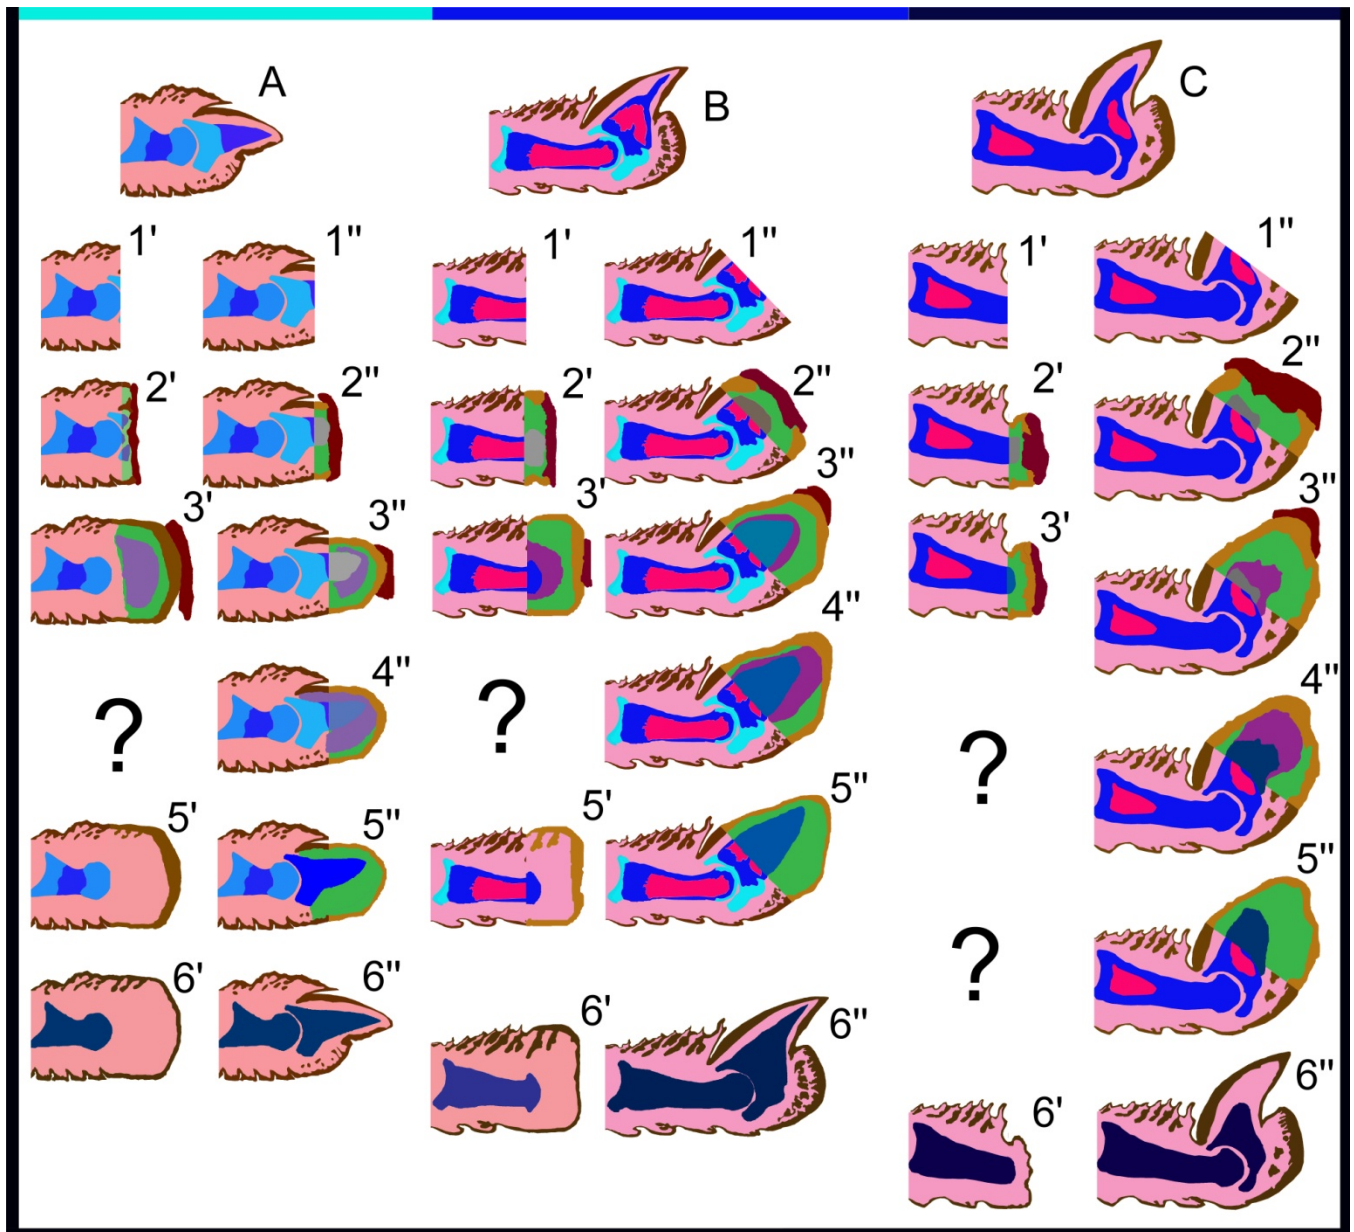 A B C
1' 1" 1' 1" 1' 1"
2' 2" 2' 2" 2' 2"
3' 3" 3' 3" 3' 3"
? 4" ? 4" ? 4"
5' 5" 5' 5" ? 5"
6' 6" 6' 6" 6' 6"